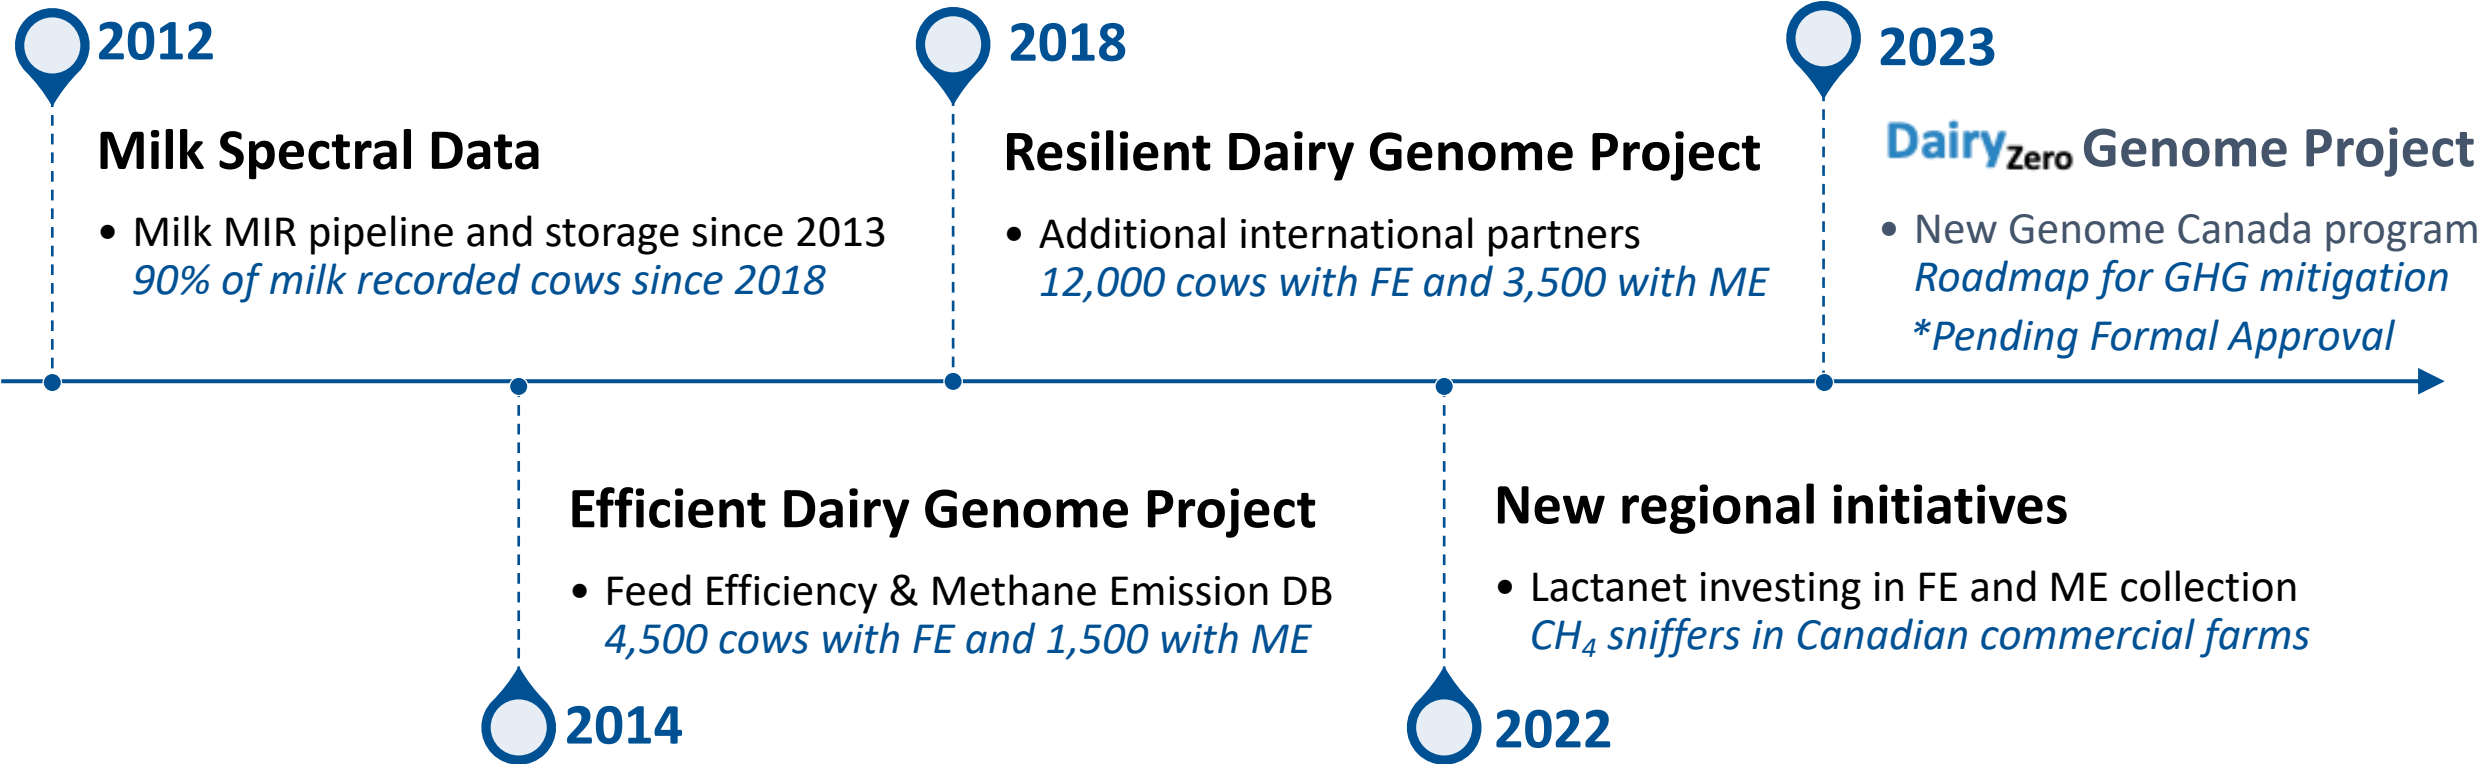 2012
Milk Spectral Data
• Milk MIR pipeline and storage since 2013
90% of milk recorded cows since 2018
2014
Efficient Dairy Genome Project
• Feed Efficiency & Methane Emission DB
4,500 cows with FE and 1,500 with ME
2018
Resilient Dairy Genome Project
• Additional international partners
12,000 cows with FE and 3,500 with ME
2022
New regional initiatives
• Lactanet investing in FE and ME collection
CH₄ sniffers in Canadian commercial farms
2023
DairyZero Genome Project
• New Genome Canada program
Roadmap for GHG mitigation
*Pending Formal Approval